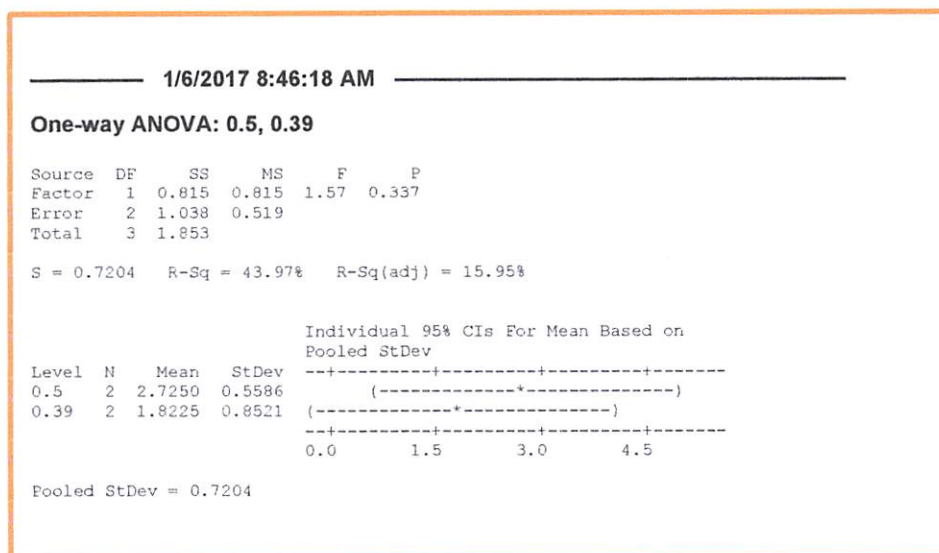 1/6/2017 8:46:18 AM
One-way ANOVA: 0.5, 0.39
Source  DF     SS     MS     F      P
Factor   1  0.815  0.815  1.57  0.337
Error    2  1.038  0.519
Total    3  1.853
S = 0.7204   R-Sq = 43.97%   R-Sq(adj) = 15.95%
Individual 95% CIs For Mean Based on
Pooled StDev
Level  N    Mean   StDev  --+---------+---------+---------+-------
0.5    2  2.7250  0.5586        (-------------*--------------)
0.39   2  1.8225  0.8521  (-------------*--------------)
--+---------+---------+---------+-------
0.0       1.5       3.0       4.5
Pooled StDev = 0.7204